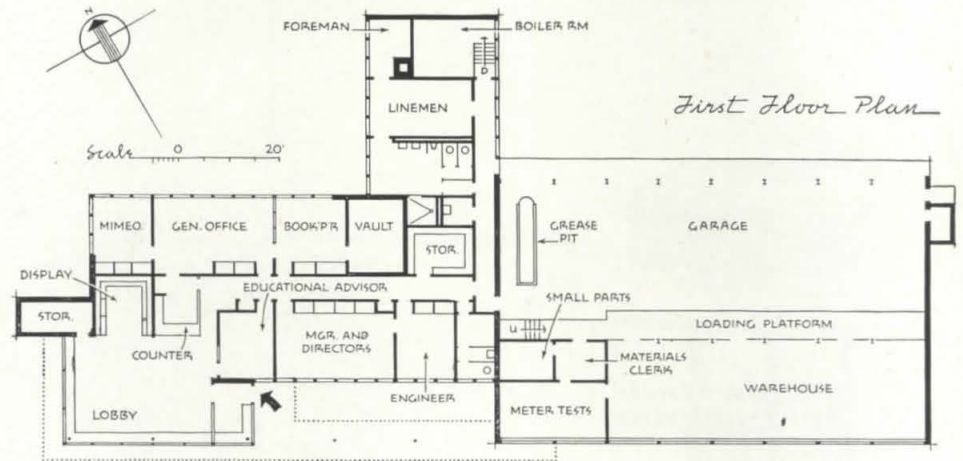 N
FOREMAN
BOILER RM
D
LINEMEN
First Floor Plan
Scale 0 20'
MIMEO.
GEN. OFFICE
BOOKP'R
VAULT
STOR.
GREASE
PIT
GARAGE
DISPLAY
EDUCATIONAL ADVISOR
SMALL PARTS
STOR.
U
LOADING PLATFORM
COUNTER
MGR. AND
DIRECTORS
MATERIALS
CLERK
ENGINEER
WAREHOUSE
LOBBY
METER TESTS